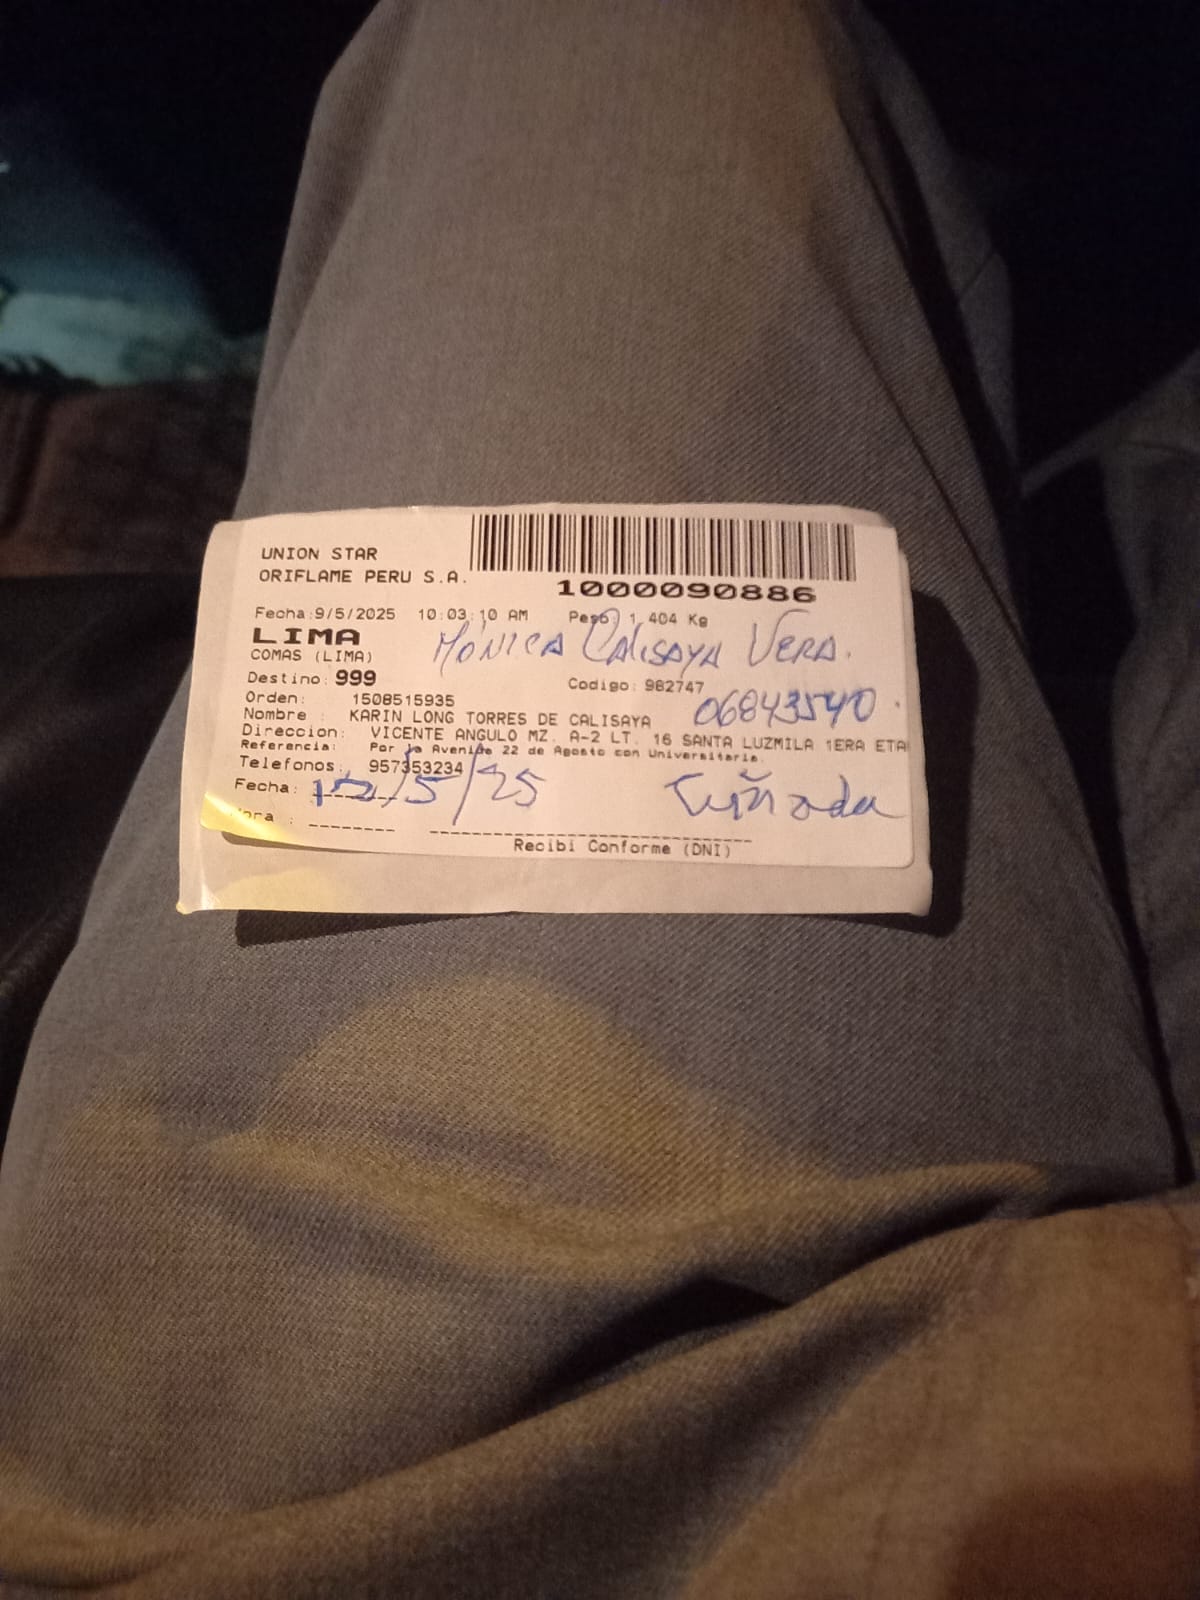 UNION STAR
ORIFLAME PERU S.A.
1000090886
Fecha:9/5/2025 10:03:10 AM Peso 1,404 Kg
LIMA
MÓNICA CALISAYA VERA.
COMAS (LIMA)
Destino: 999
Codigo: 982747
Orden: 1508515935
06843540.
Nombre : KARIN LONG TORRES DE CALISAYA
Direccion: VICENTE ANGULO MZ. A-2 LT. 16 SANTA LUZMILA 1ERA ETA
Referencia: Por la Avenida 22 de Agosto con Universitaria.
Telefonos: 957353234
Fecha: 12/5/25
Cuñada
Hora : --------
Recibi Conforme (DNI)